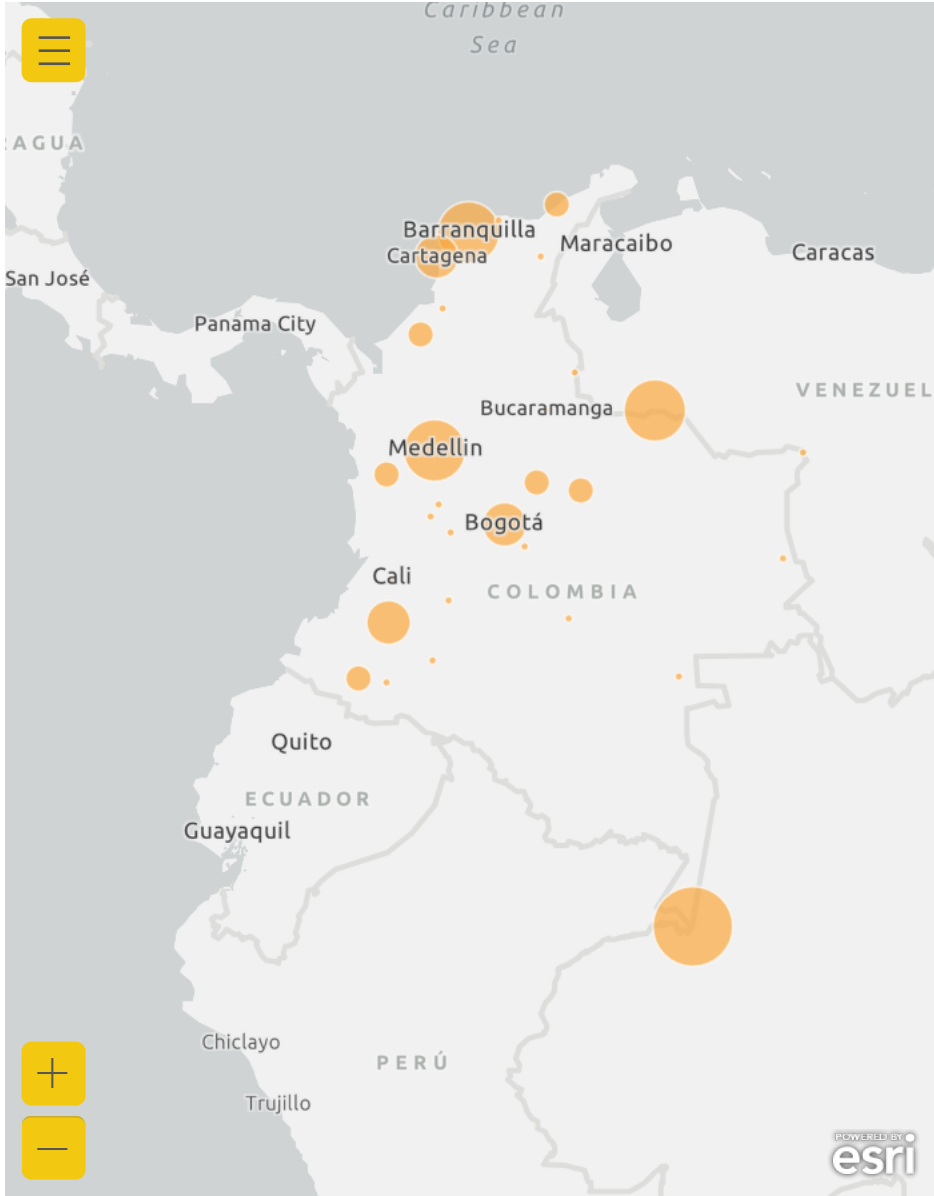 Caribbean
Sea
AGUA
Barranquilla
Cartagena
Maracaibo
Caracas
San José
Panama City
VENEZUEL
Bucaramanga
Medellin
Bogotá
Cali
COLOMBIA
Quito
ECUADOR
Guayaquil
Chiclayo
PERÚ
Trujillo
POWERED BY
esri